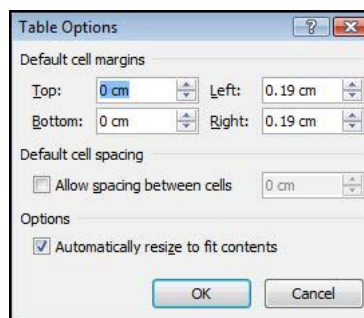 Table Options
Default cell margins
Top: 0 cm Left: 0.19 cm
Bottom: 0 cm Right: 0.19 cm
Default cell spacing
Allow spacing between cells 0 cm
Options
Automatically resize to fit contents
OK Cancel